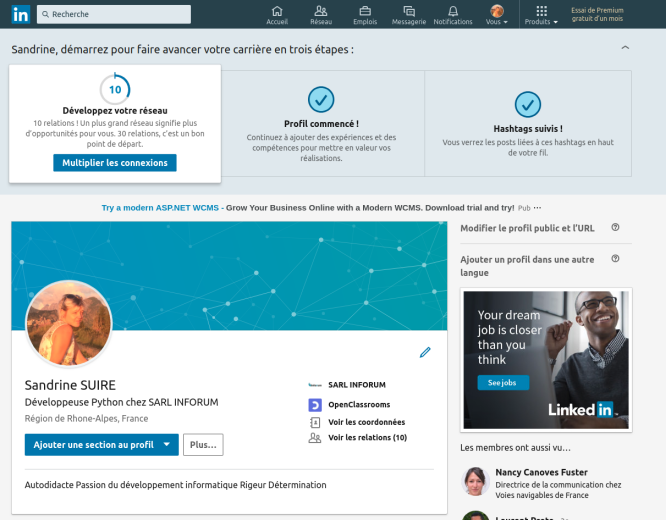 in
Recherche
Accueil
Réseau
Emplois
Messagerie
Notifications
Vous
Produits
Essai de Premium
gratuit d'un mois
Sandrine, démarrez pour faire avancer votre carrière en trois étapes :
10
Développez votre réseau
10 relations ! Un plus grand réseau signifie plus
d'opportunités pour vous. 30 relations, c'est un bon
point de départ.
Multiplier les connexions
Profil commencé !
Continuez à ajouter des expériences et des
compétences pour mettre en valeur vos
réalisations.
Hashtags suivis !
Vous verrez les posts liées à ces hashtags en haut
de votre fil.
Try a modern ASP.NET WCMS - Grow Your Business Online with a Modern WCMS. Download trial and try! Pub ···
Sandrine SUIRE
Développeuse Python chez SARL INFORUM
Région de Rhone-Alpes, France
Ajouter une section au profil
Plus...
SARL INFORUM
OpenClassrooms
Voir les coordonnées
Voir les relations (10)
Autodidacte Passion du développement informatique Rigeur Détermination
Modifier le profil public et l'URL
Ajouter un profil dans une autre
langue
Your dream
job is closer
than you
think
See jobs
Linked in
Les membres ont aussi vu...
Nancy Canoves Fuster
Directrice de la communication chez
Voies navigables de France